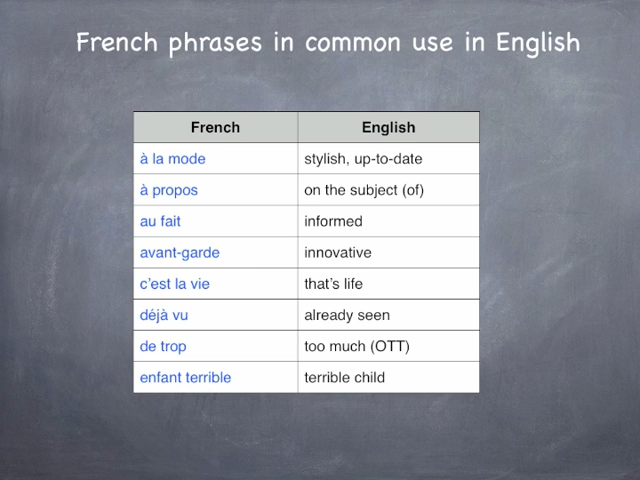 French phrases in common use in English
French English
à la mode stylish, up-to-date
à propos on the subject (of)
au fait informed
avant-garde innovative
c’est la vie that’s life
déjà vu already seen
de trop too much (OTT)
enfant terrible terrible child